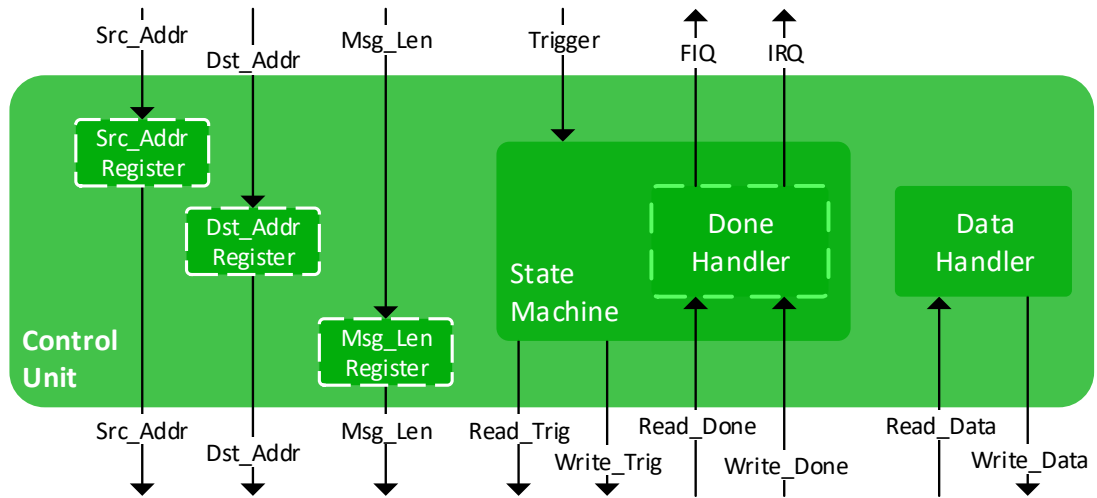 Src_Addr
Dst_Addr
Msg_Len
Trigger
FIQ
IRQ
Src_Addr
Register
Dst_Addr
Register
Msg_Len
Register
State
Machine
Done
Handler
Data
Handler
Control
Unit
Src_Addr
Dst_Addr
Msg_Len
Read_Trig
Write_Trig
Read_Done
Write_Done
Read_Data
Write_Data